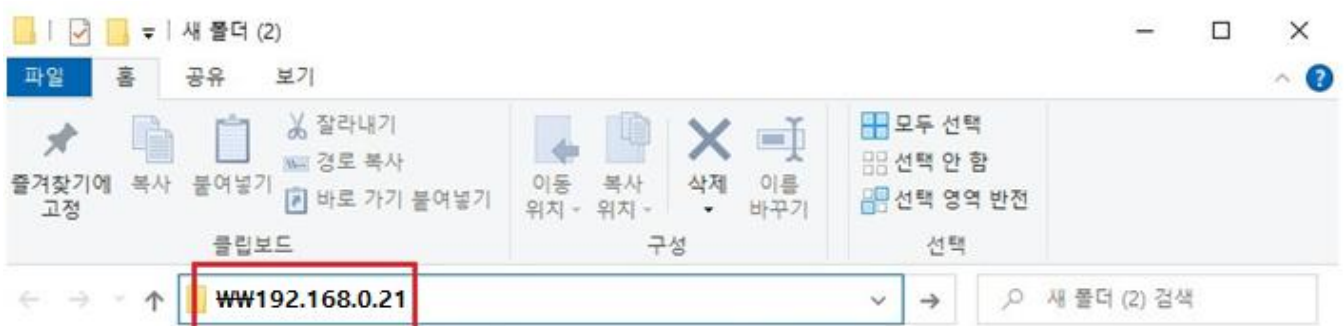 새 폴더 (2)
파일 홈 공유 보기
즐겨찾기에
고정
복사
붙여넣기
잘라내기
경로 복사
바로 가기 붙여넣기
클립보드
이동
위치
복사
위치
삭제
이름
바꾸기
구성
모두 선택
선택 안 함
선택 영역 반전
선택
₩₩192.168.0.21
새 폴더 (2) 검색